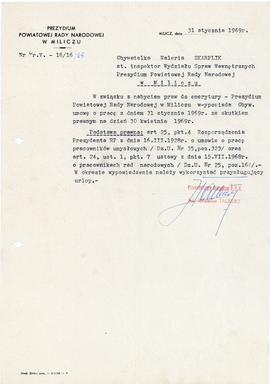 PREZYDIUM
POWIATOWEJ RADY NARODOWEJ
W MILICZU
MILICZ, dnia 31 stycznia 1969r.
Nr Or.V. - 16/16/69
Obywatelka Waleria SKARPLIK
st. inspektor Wydziału Spraw Wewnętrznych
Prezydium Powiatowej Rady Narodowej
w Miliczu
W związku z nabyciem praw do emerytury - Prezydium
Powiatowej Rady Narodowej w Miliczu wypowiada Obyw.
umowę o pracę z dniem 31 stycznia 1969r. ze skutkiem
prawnym na dzień 30 kwietnia 1969r.
Podstawa prawna: art 25, pkt.4 Rozporządzenia
Prezydenta RP z dnia 16.III.1928r. o umowie o pracę
pracowników umysłowych / Dz.U. Nr 35,poz.323/ oraz
art. 24, ust 1, pkt 7 ustawy z dnia 15.VII.1968r.
o pracownikach rad narodowych / Dz.U. Nr 25, poz.164/.-
W okresie wypowiedzenia należy wykorzystać przysługujący
urlop.-